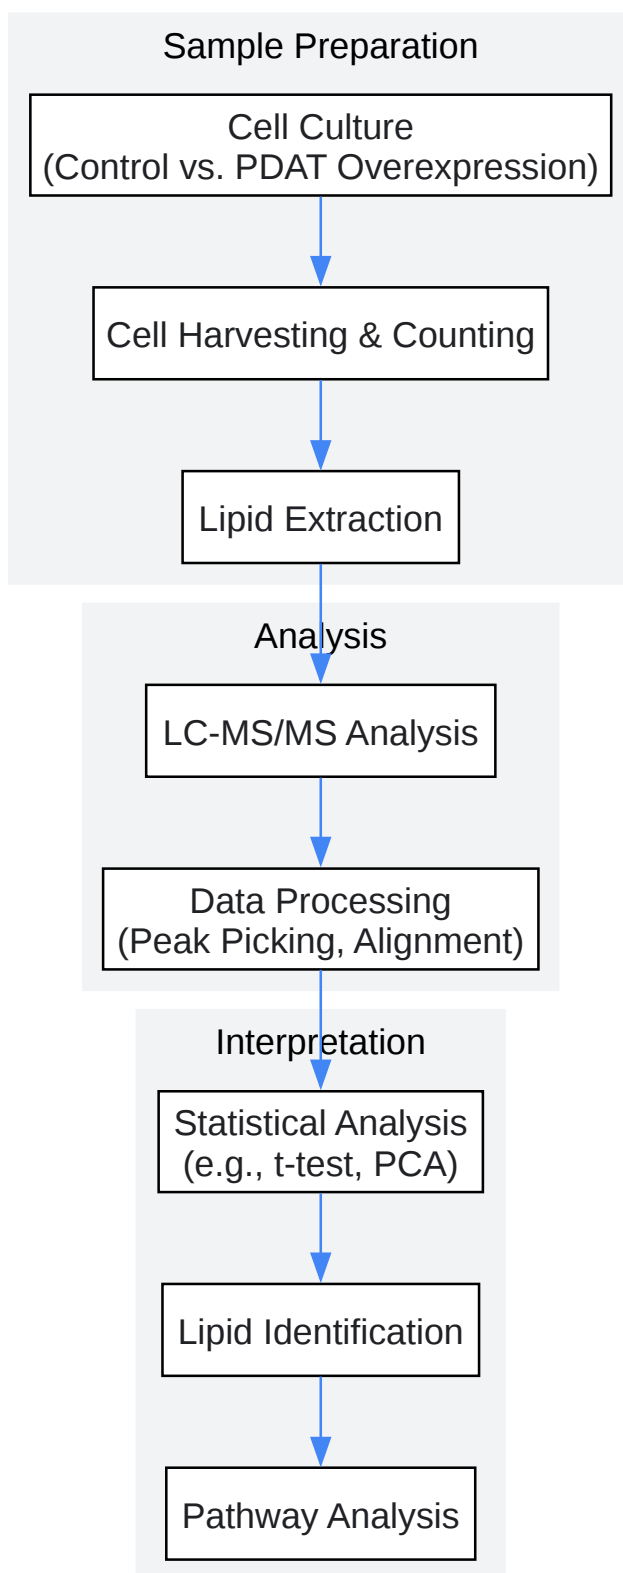 Sample Preparation
Cell Culture
(Control vs. PDAT Overexpression)
Cell Harvesting & Counting
Lipid Extraction
Analysis
LC-MS/MS Analysis
Data Processing
(Peak Picking, Alignment)
Interpretation
Statistical Analysis
(e.g., t-test, PCA)
Lipid Identification
Pathway Analysis